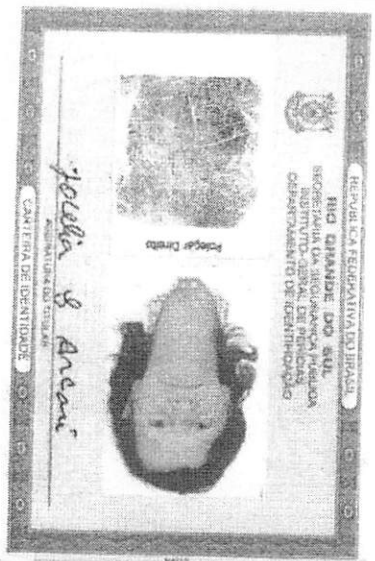 REPÚBLICA FEDERATIVA DO BRASIL
RIO GRANDE DO SUL
SECRETARIA DA SEGURANÇA PÚBLICA
INSTITUTO-GERAL DE PERÍCIAS
DEPARTAMENTO DE IDENTIFICAÇÃO
Polegar Direito
Arcari
ASSINATURA DO TITULAR
CARTEIRA DE IDENTIDADE